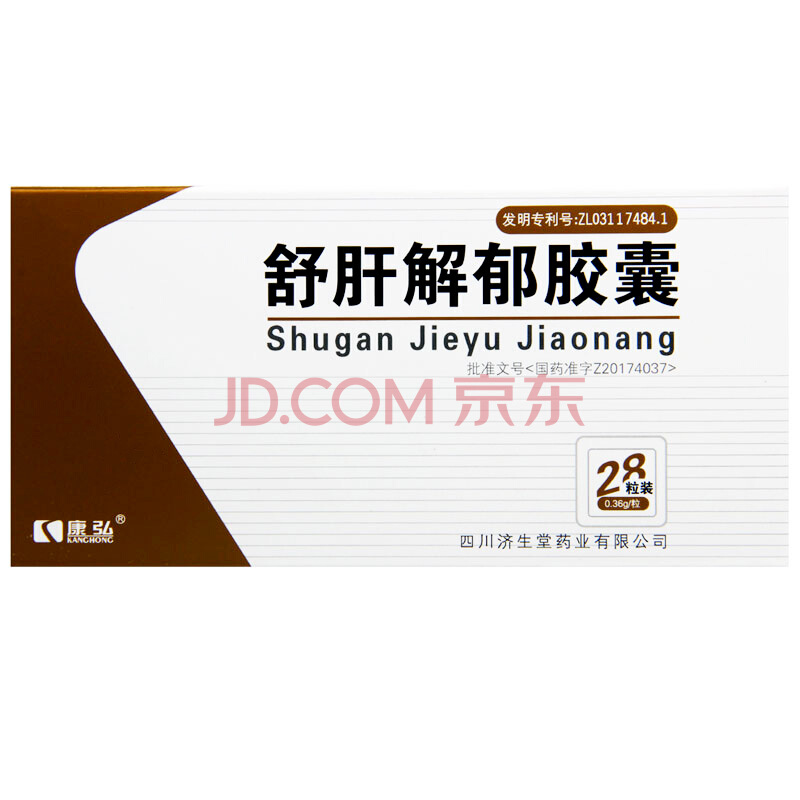 发明专利号:ZL03117484.1
舒肝解郁胶囊
Shugan Jieyu Jiaonang
批准文号<国药准字Z20174037>
JD.COM 京东
28
粒装
0.36g/粒
康弘®
KANGHONG
四川济生堂药业有限公司